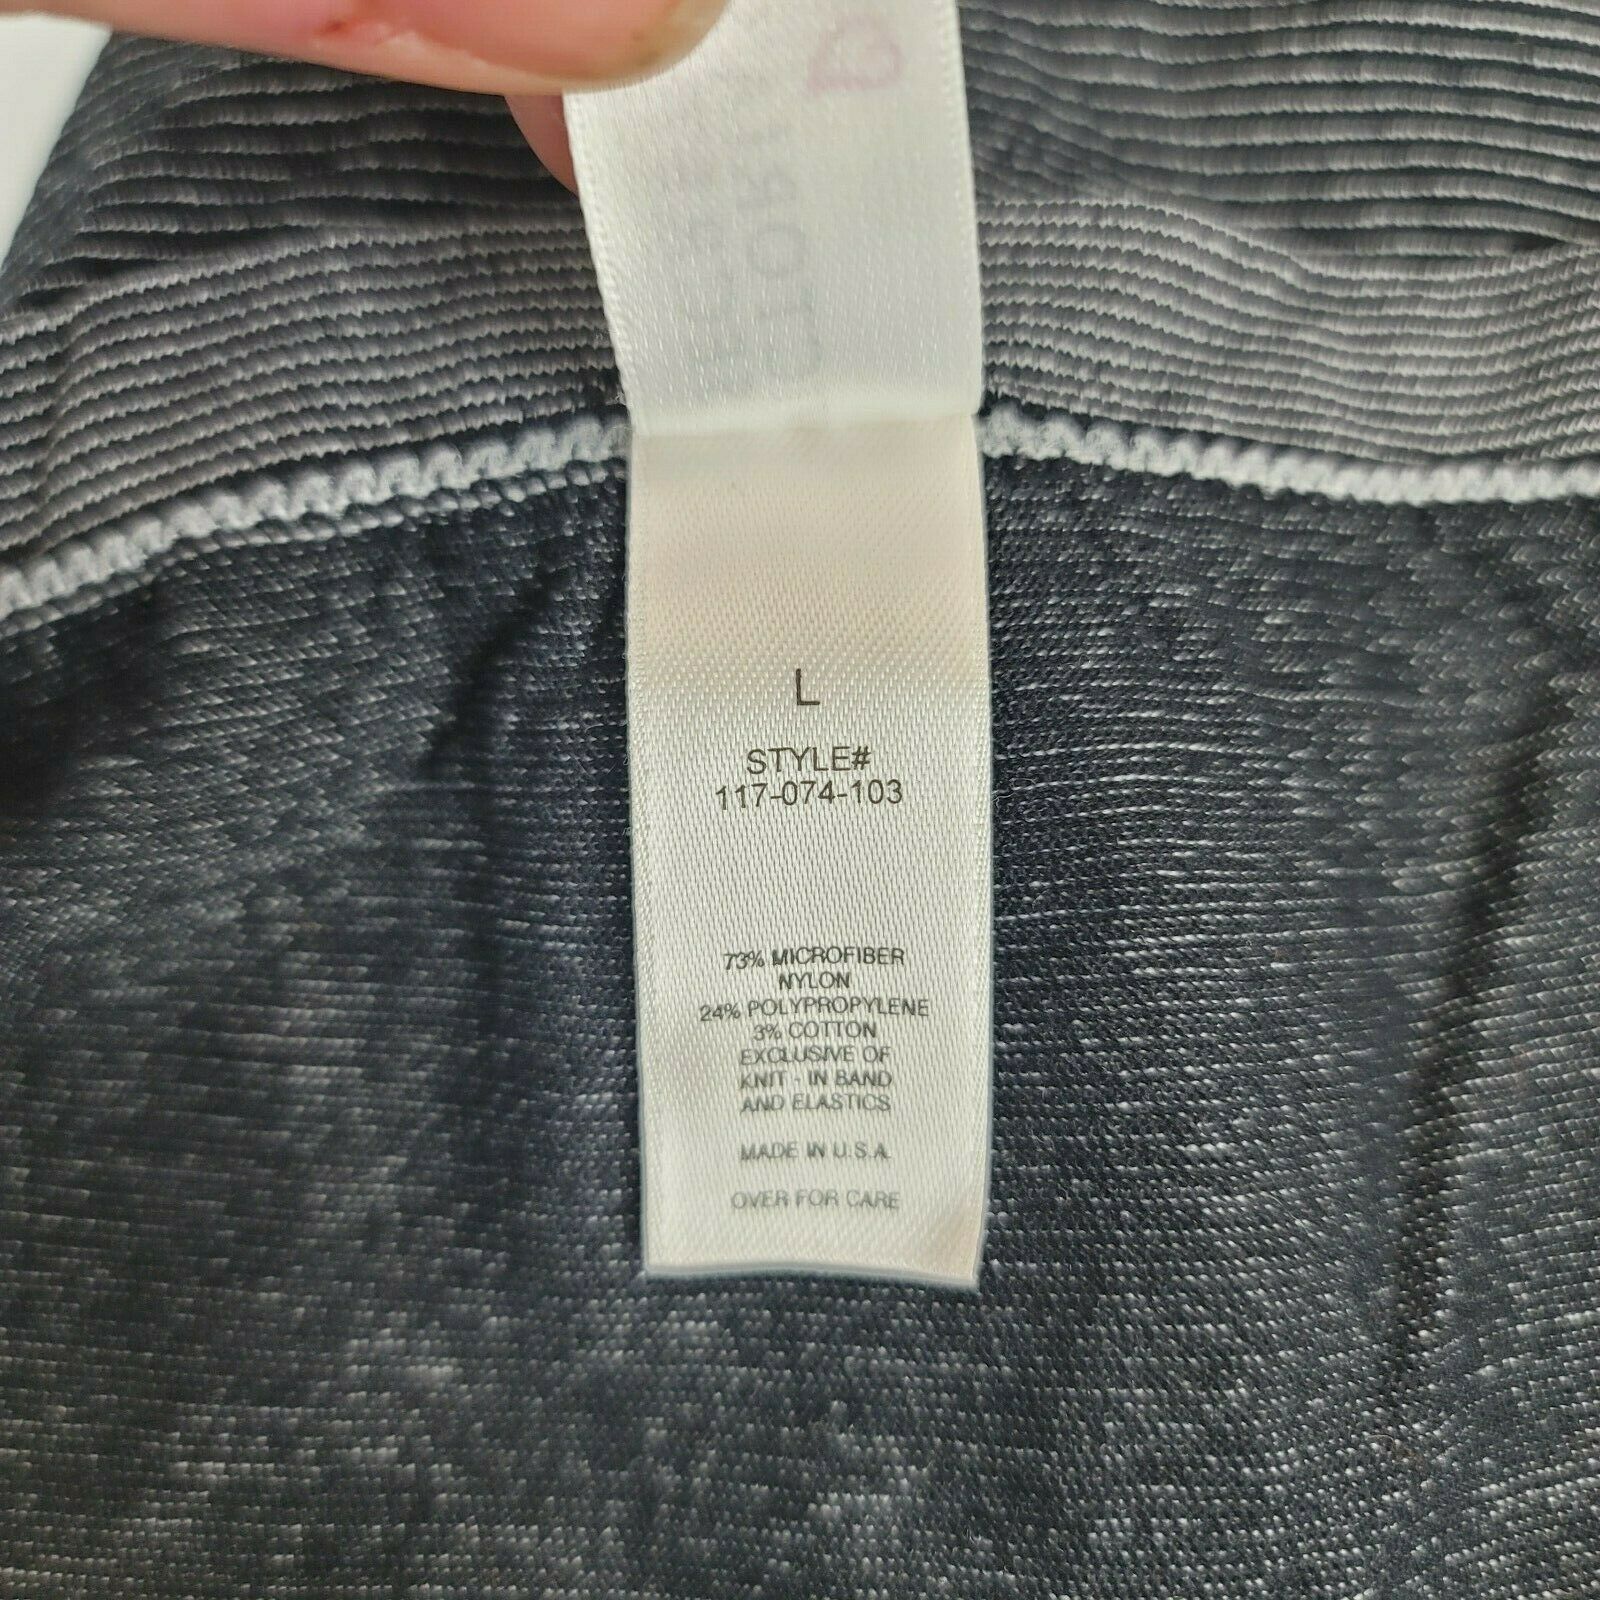 L
STYLE#
117-074-103
73% MICROFIBER
NYLON
24% POLYPROPYLENE
3% COTTON
EXCLUSIVE OF
KNIT - IN BAND
AND ELASTICS
MADE IN U.S.A.
OVER FOR CARE